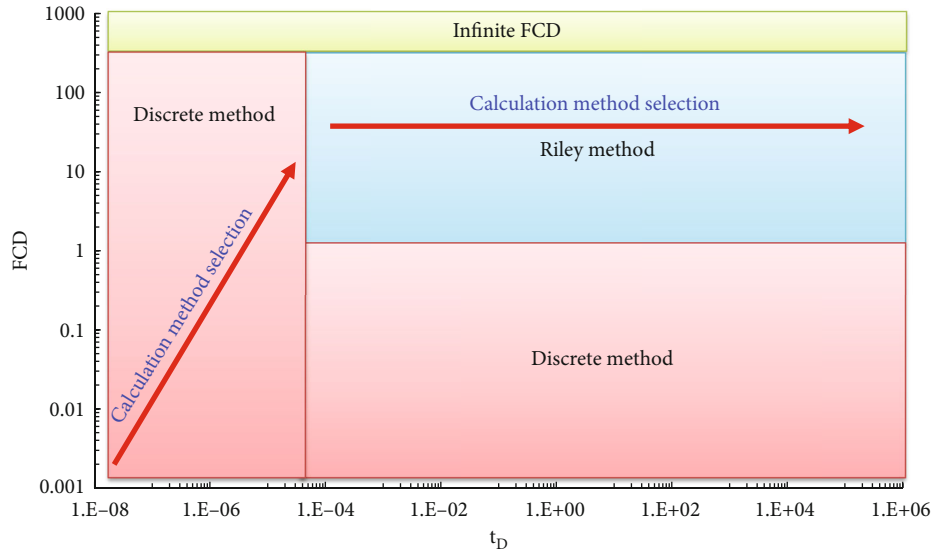 1000
100
10
1
0.1
0.01
0.001
FCD
Infinite FCD
Discrete method
Calculation method selection
Calculation method selection
Riley method
Discrete method
1.E−08
1.E−06
1.E−04
1.E−02
1.E+00
1.E+02
1.E+04
1.E+06
t_D